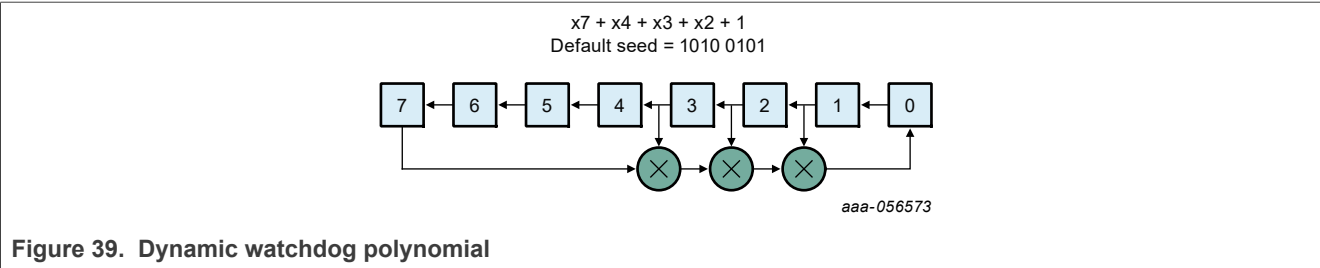 x7 + x4 + x3 + x2 + 1
Default seed = 1010 0101
7 6 5 4 3 2 1 0
aaa-056573
Figure 39. Dynamic watchdog polynomial